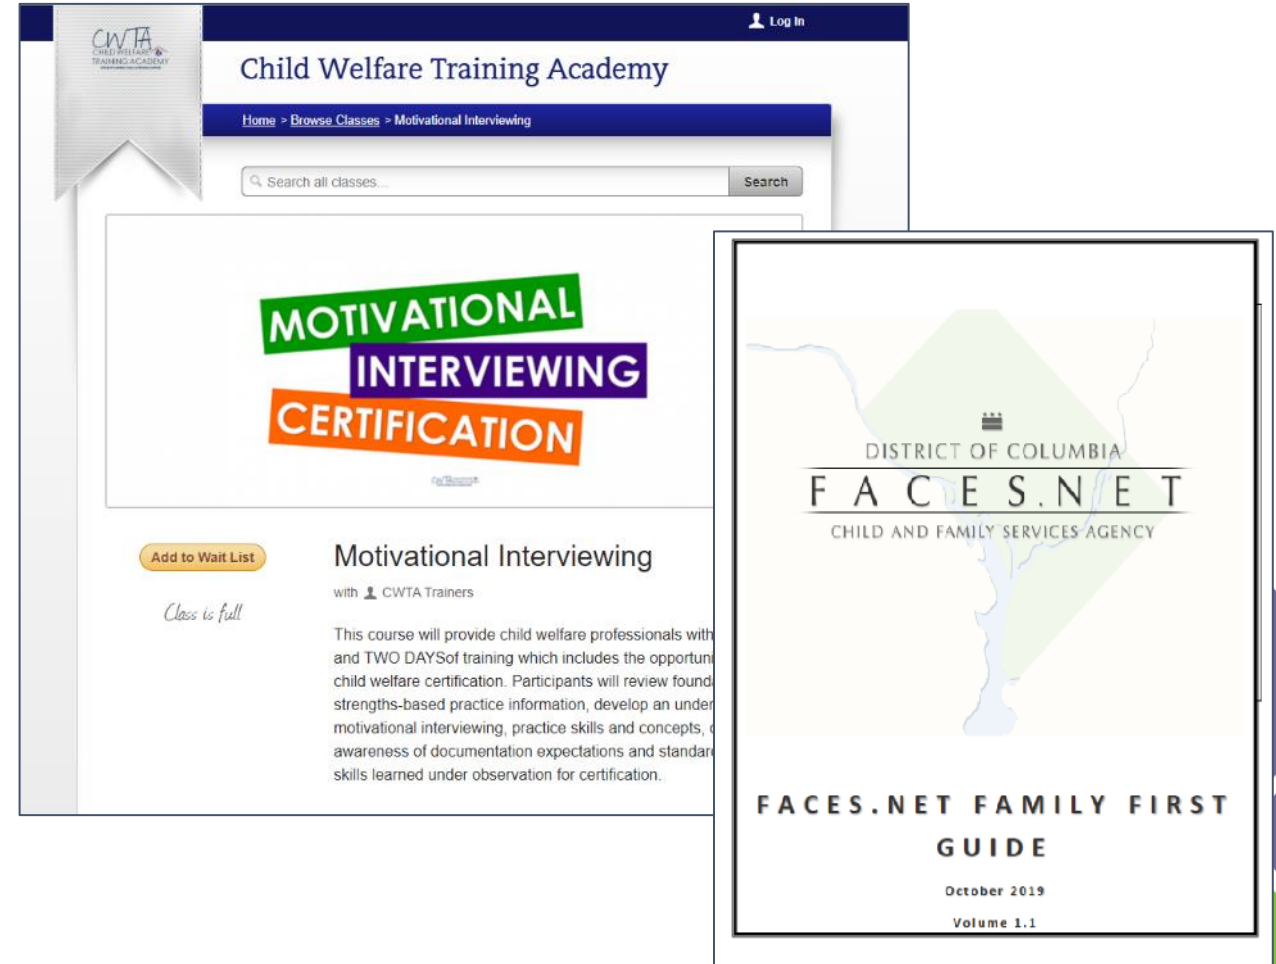 CWTA
CHILD WELFARE
TRAINING ACADEMY
Log In
Child Welfare Training Academy
Home > Browse Classes > Motivational Interviewing
Search all classes...
Search
MOTIVATIONAL
INTERVIEWING
CERTIFICATION
Add to Wait List
Class is full
Motivational Interviewing
with CWTA Trainers
This course will provide child welfare professionals with
and TWO DAYSof training which includes the
child welfare certification. Participants will review
strengths-based practice information, develop an
motivational interviewing, practice skills and concepts,
awareness of documentation expectations and
skills learned under observation for certification.
DISTRICT OF COLUMBIA
FACES.NET
CHILD AND FAMILY SERVICES AGENCY
FACES.NET FAMILY FIRST
GUIDE
October 2019
Volume 1.1